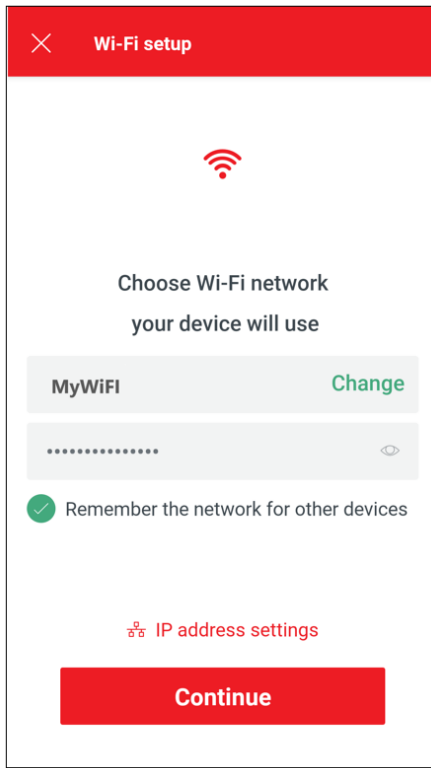 Wi-Fi setup
Choose Wi-Fi network
your device will use
MyWiFI Change
•••••••••••••••
Remember the network for other devices
IP address settings
Continue